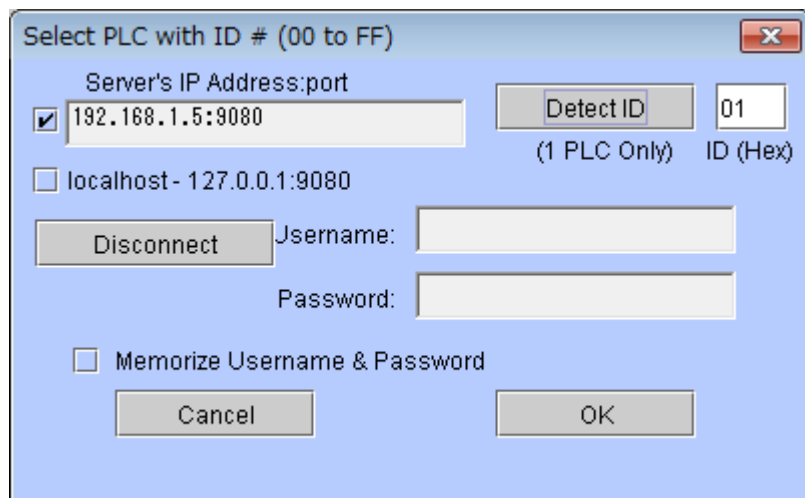 Select PLC with ID # (00 to FF)
Server's IP Address:port
192.168.1.5:9080
Detect ID
01
(1 PLC Only)
ID (Hex)
localhost - 127.0.0.1:9080
Disconnect
Username:
Password:
Memorize Username & Password
Cancel
OK